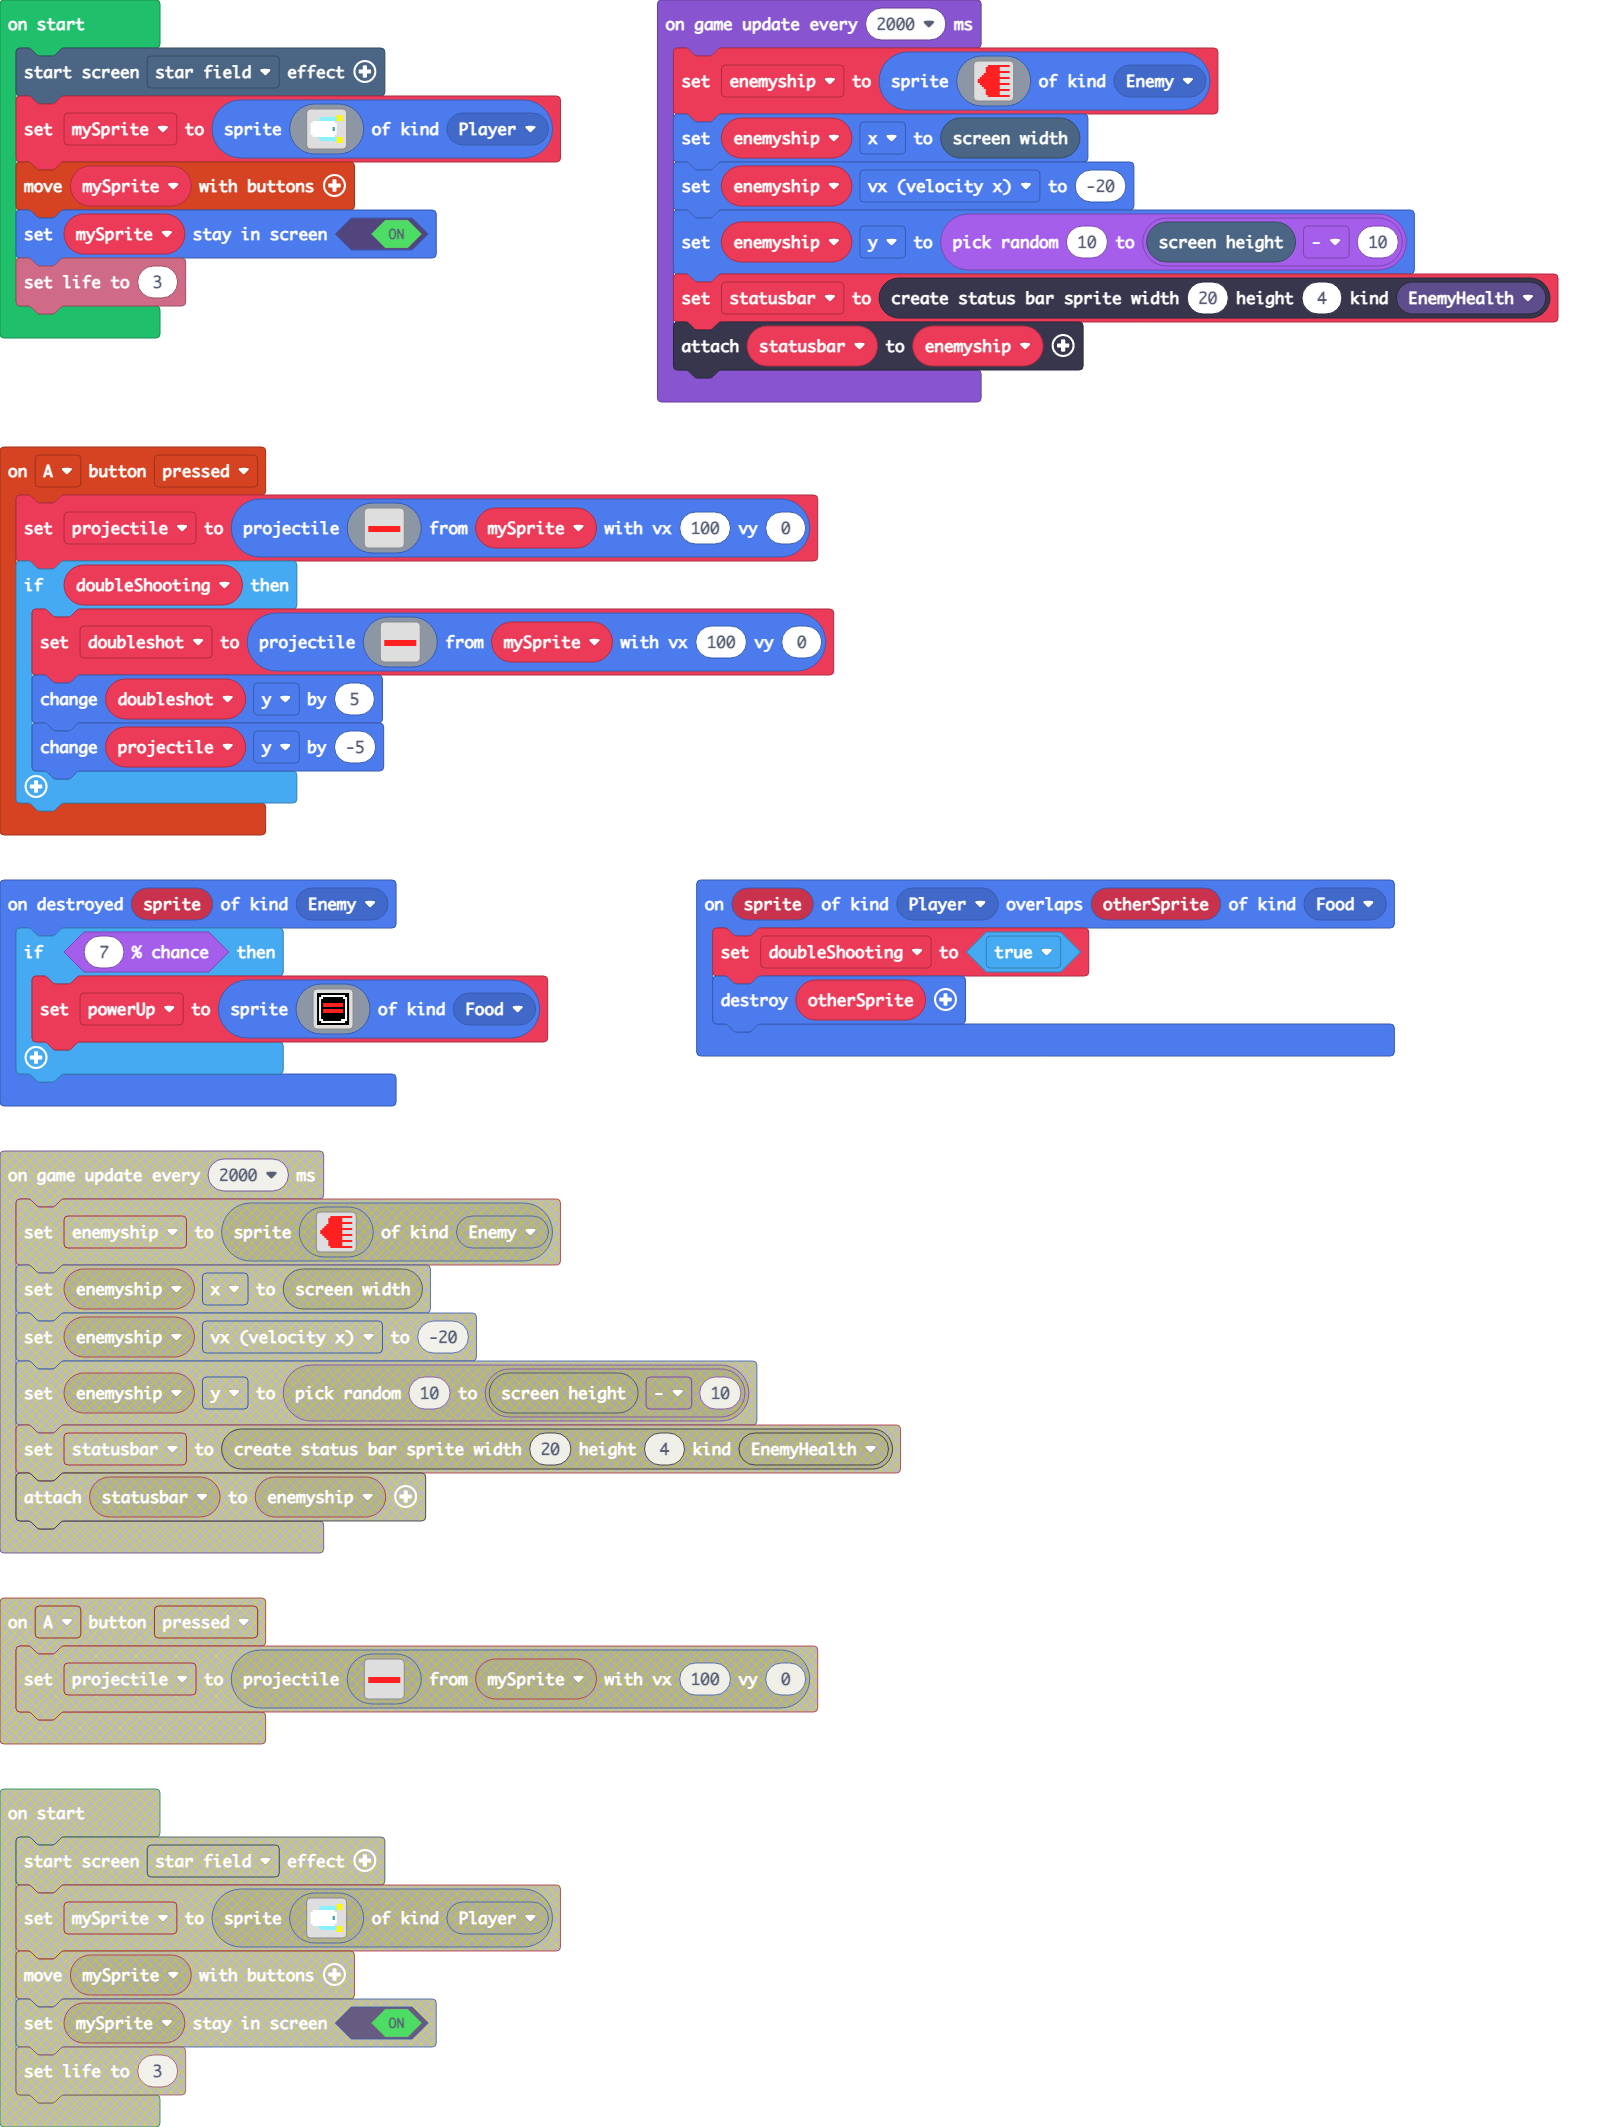 on start
start screen star field effect
set mySprite to sprite of kind Player
move mySprite with buttons
set mySprite stay in screen ON
set life to 3
on game update every 2000 ms
set enemyship to sprite of kind Enemy
set enemyship x to screen width
set enemyship vx (velocity x) to -20
set enemyship y to pick random 10 to screen height - 10
set statusbar to create status bar sprite width 20 height 4 kind EnemyHealth
attach statusbar to enemyship
on A button pressed
set projectile to projectile from mySprite with vx 100 vy 0
if doubleShooting then
set doubleshot to projectile from mySprite with vx 100 vy 0
change doubleshot y by 5
change projectile y by -5
on destroyed sprite of kind Enemy
if 7 % chance then
set powerUp to sprite of kind Food
on sprite of kind Player overlaps otherSprite of kind Food
set doubleShooting to true
destroy otherSprite
on game update every 2000 ms
set enemyship to sprite of kind Enemy
set enemyship x to screen width
set enemyship vx (velocity x) to -20
set enemyship y to pick random 10 to screen height - 10
set statusbar to create status bar sprite width 20 height 4 kind EnemyHealth
attach statusbar to enemyship
on A button pressed
set projectile to projectile from mySprite with vx 100 vy 0
on start
start screen star field effect
set mySprite to sprite of kind Player
move mySprite with buttons
set mySprite stay in screen ON
set life to 3